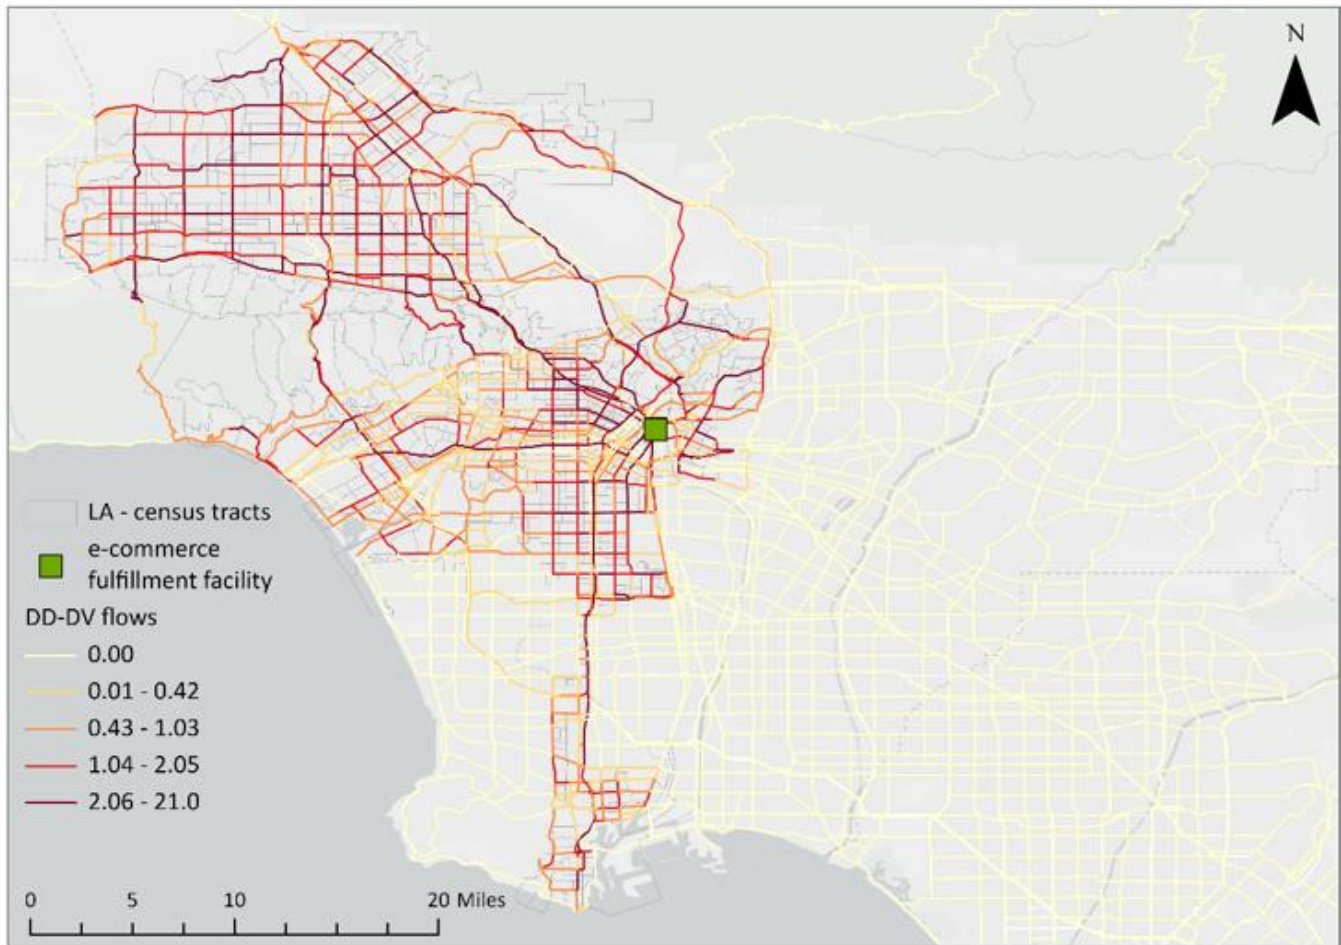 N
LA - census tracts
e-commerce
fulfillment facility
DD-DV flows
0.00
0.01 - 0.42
0.43 - 1.03
1.04 - 2.05
2.06 - 21.0
0 5 10 20 Miles